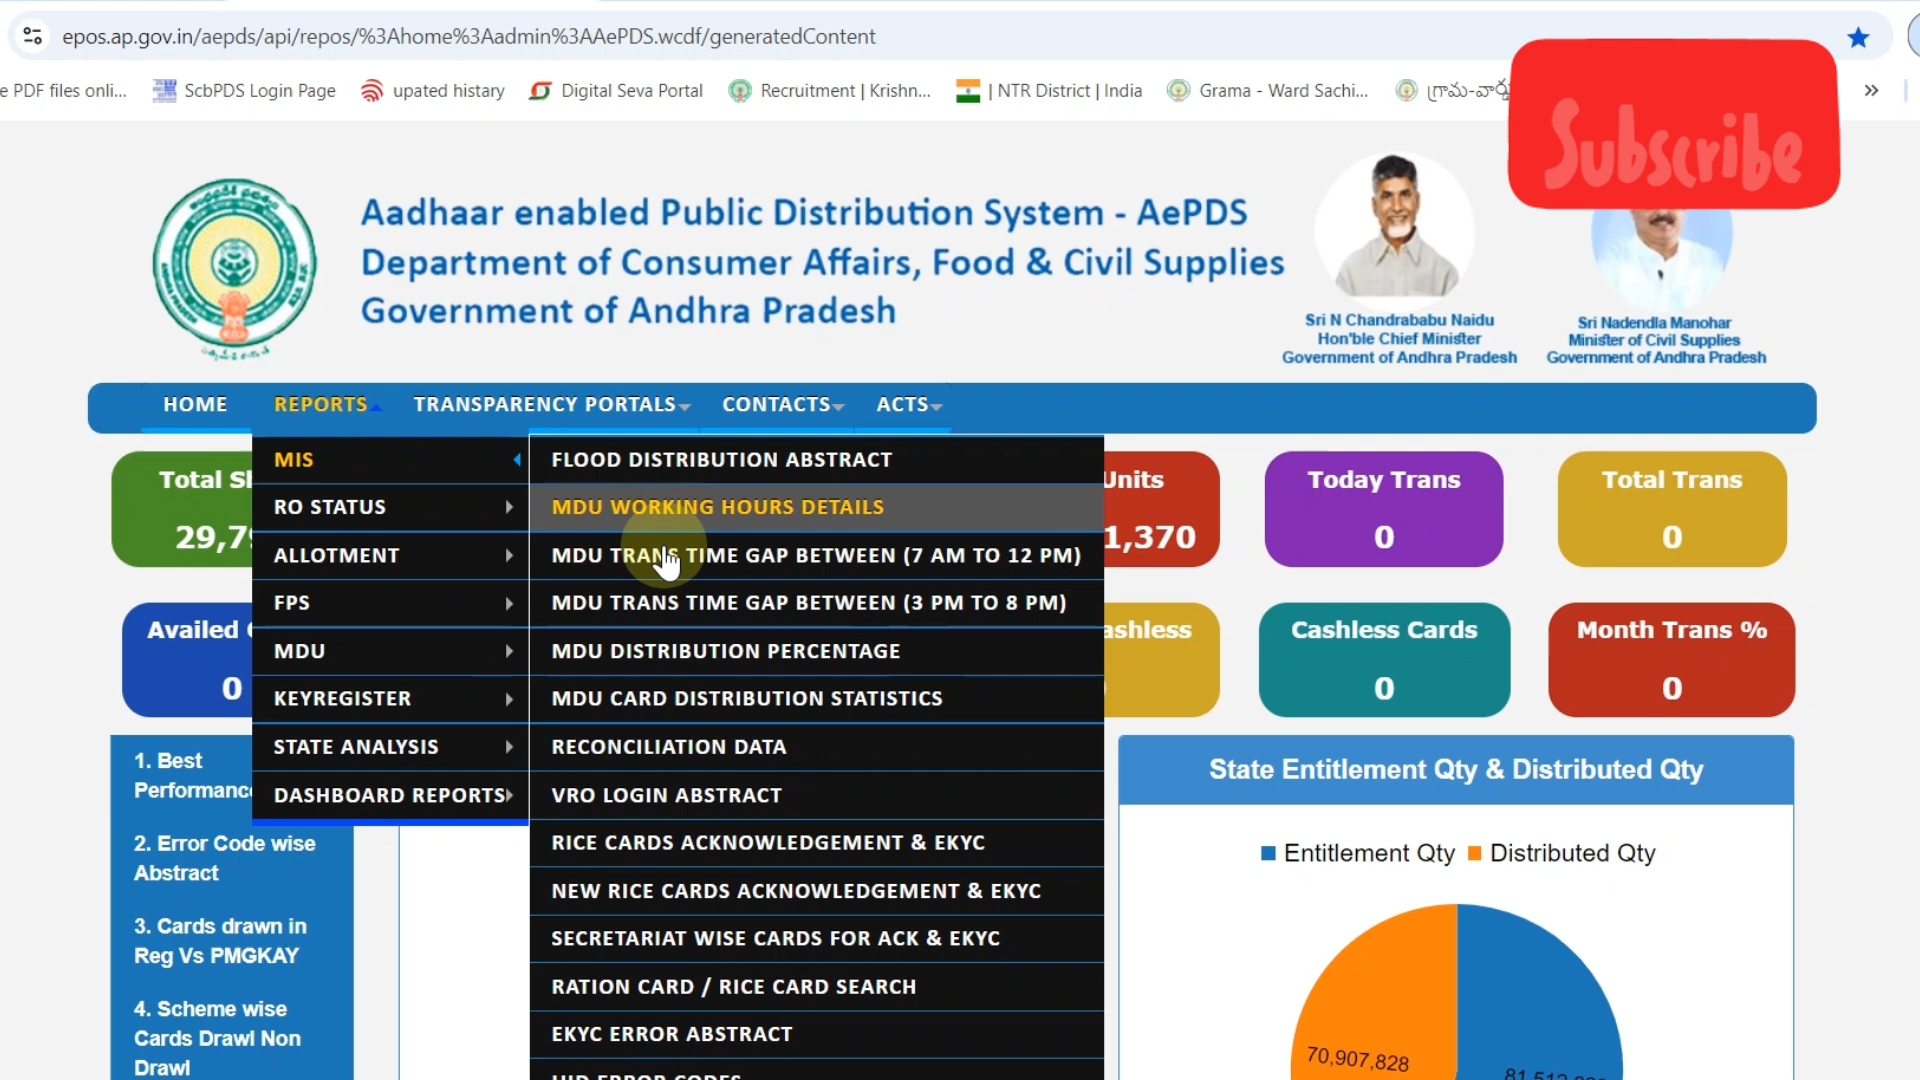 epos.ap.gov.in/aepds/api/repos/%3Ahome%3Aadmin%3AAePDS.wcdf/generatedContent
e PDF files onli... ScbPDS Login Page upated histary Digital Seva Portal Recruitment | Krishn... | NTR District | India Grama - Ward Sachi... గ్రామ-వార్డు
Subscribe
Aadhaar enabled Public Distribution System - AePDS
Department of Consumer Affairs, Food & Civil Supplies
Government of Andhra Pradesh
Sri N Chandrababu Naidu
Hon'ble Chief Minister
Government of Andhra Pradesh
Sri Nadendla Manohar
Minister of Civil Supplies
Government of Andhra Pradesh
HOME REPORTS TRANSPARENCY PORTALS CONTACTS ACTS
MIS
RO STATUS
ALLOTMENT
FPS
MDU
KEYREGISTER
STATE ANALYSIS
DASHBOARD REPORTS
FLOOD DISTRIBUTION ABSTRACT
MDU WORKING HOURS DETAILS
MDU TRANS TIME GAP BETWEEN (7 AM TO 12 PM)
MDU TRANS TIME GAP BETWEEN (3 PM TO 8 PM)
MDU DISTRIBUTION PERCENTAGE
MDU CARD DISTRIBUTION STATISTICS
RECONCILIATION DATA
VRO LOGIN ABSTRACT
RICE CARDS ACKNOWLEDGEMENT & EKYC
NEW RICE CARDS ACKNOWLEDGEMENT & EKYC
SECRETARIAT WISE CARDS FOR ACK & EKYC
RATION CARD / RICE CARD SEARCH
EKYC ERROR ABSTRACT
UID ERROR CODES
Total
29,7
Units
1,370
Today Trans
0
Total Trans
0
Availed
0
ashless
Cashless Cards
0
Month Trans %
0
1. Best
Performance
2. Error Code wise
Abstract
3. Cards drawn in
Reg Vs PMGKAY
4. Scheme wise
Cards Drawl Non
Drawl
State Entitlement Qty & Distributed Qty
Entitlement Qty Distributed Qty
70,907,828